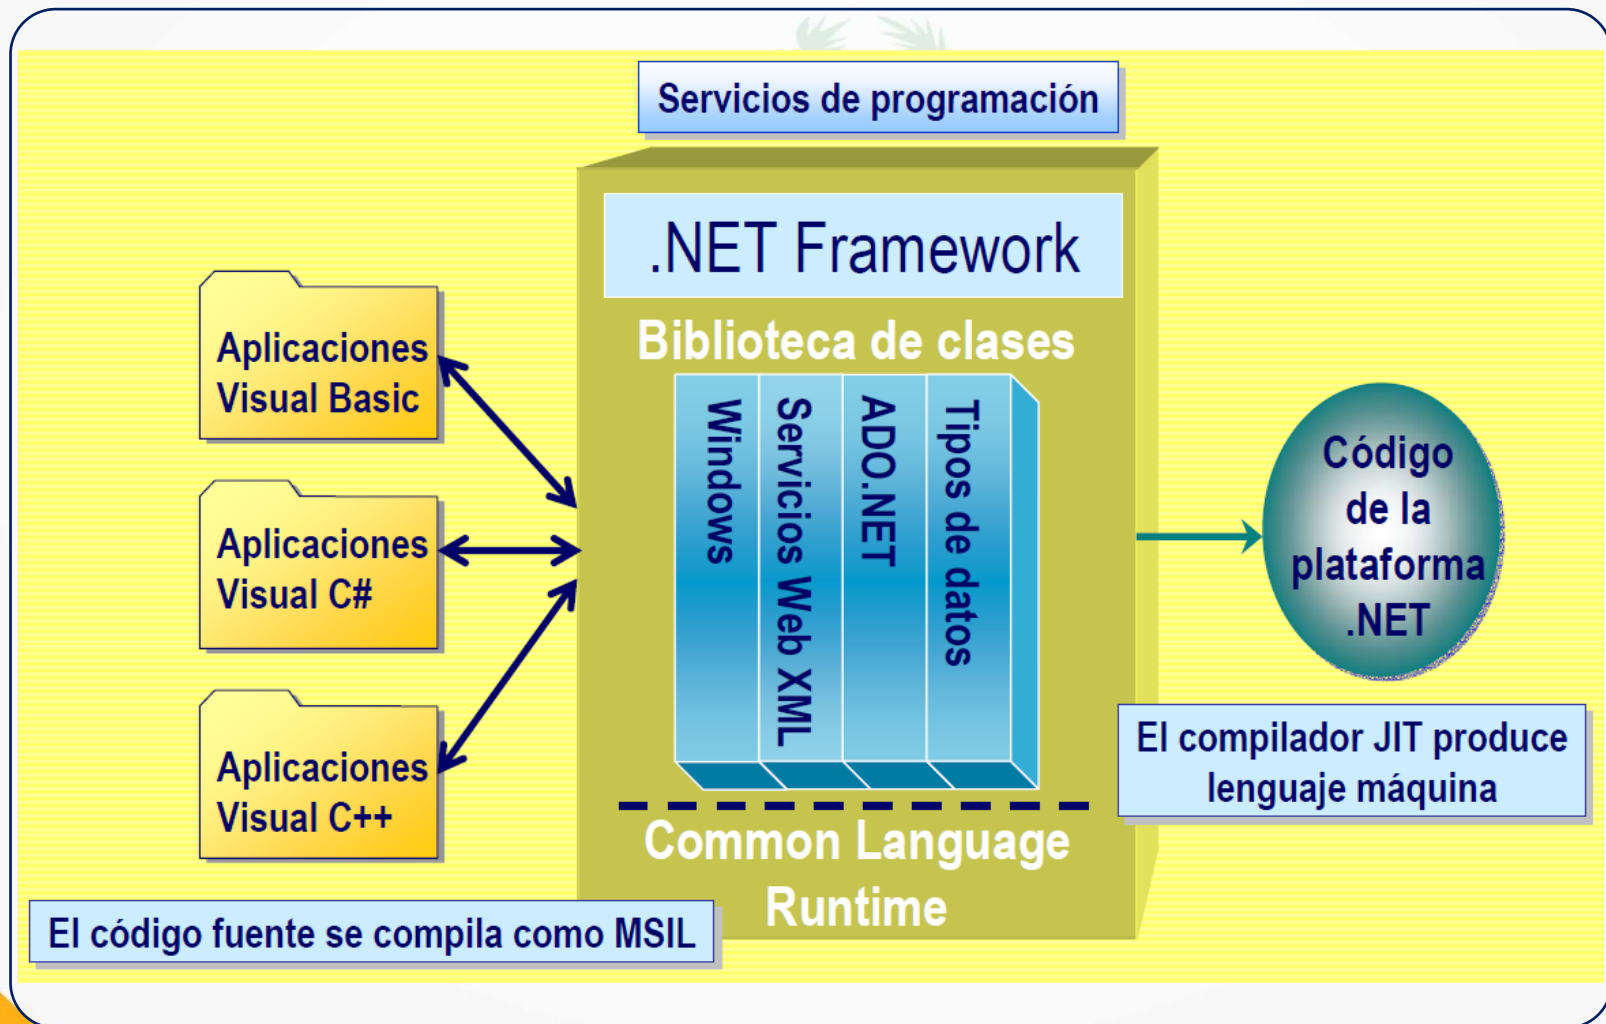 Servicios de programación
.NET Framework
Biblioteca de clases
Aplicaciones
Visual Basic
Aplicaciones
Visual C#
Aplicaciones
Visual C++
Windows
Servicios Web XML
ADO.NET
Tipos de datos
Common Language
Runtime
Código
de la
plataforma
.NET
El compilador JIT produce
lenguaje máquina
El código fuente se compila como MSIL